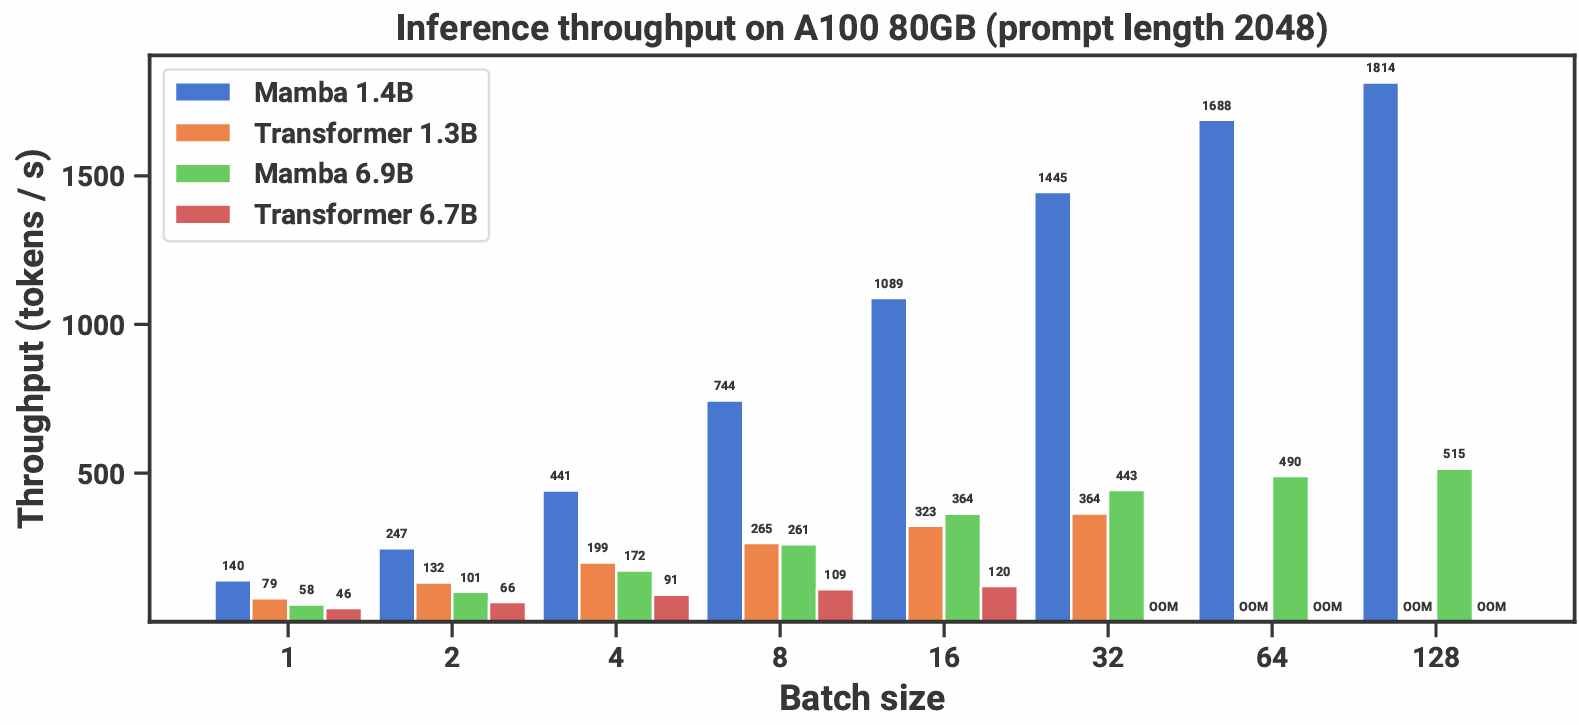 Inference throughput on A100 80GB (prompt length 2048)
Mamba 1.4B
Transformer 1.3B
Mamba 6.9B
Transformer 6.7B
Throughput (tokens / s)
1500
1000
500
140 79 58 46
247 132 101 66
441 199 172 91
744 265 261 109
1089 323 364 120
1445 364 443 OOM
1688 OOM 490 OOM
1814 OOM 515 OOM
1 2 4 8 16 32 64 128
Batch size